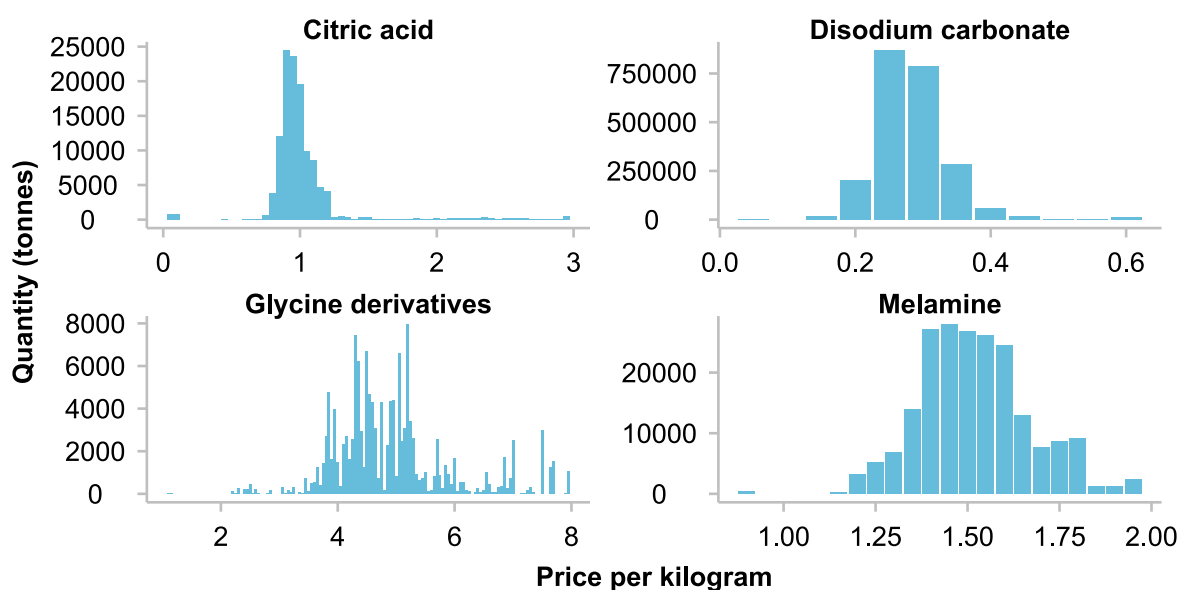 Citric acid
Disodium carbonate
25000
20000
15000
10000
5000
0
750000
500000
250000
0
0 1 2 3
0.0 0.2 0.4 0.6
Glycine derivatives
Melamine
8000
6000
4000
2000
0
20000
10000
0
2 4 6 8
1.00 1.25 1.50 1.75 2.00
Quantity (tonnes)
Price per kilogram